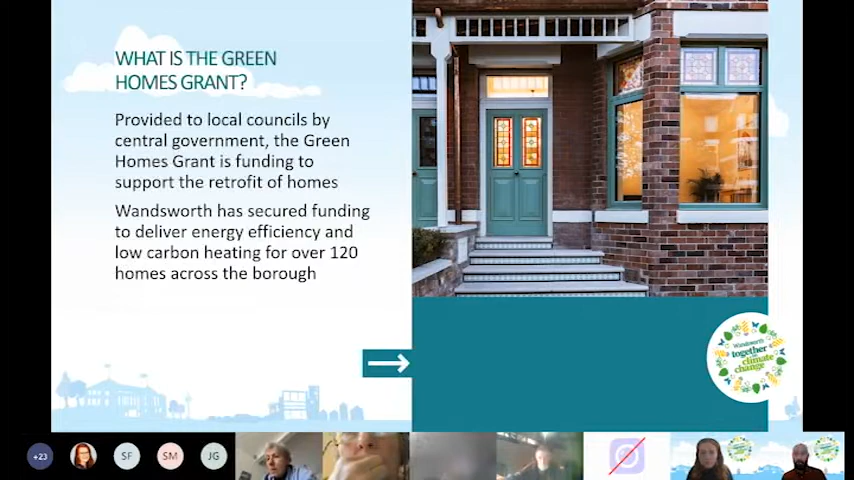 WHAT IS THE GREEN
HOMES GRANT?
Provided to local councils by
central government, the Green
Homes Grant is funding to
support the retrofit of homes
Wandsworth has secured funding
to deliver energy efficiency and
low carbon heating for over 120
homes across the borough
Wandsworth
together
climate
change
+23
SF
SM
JG